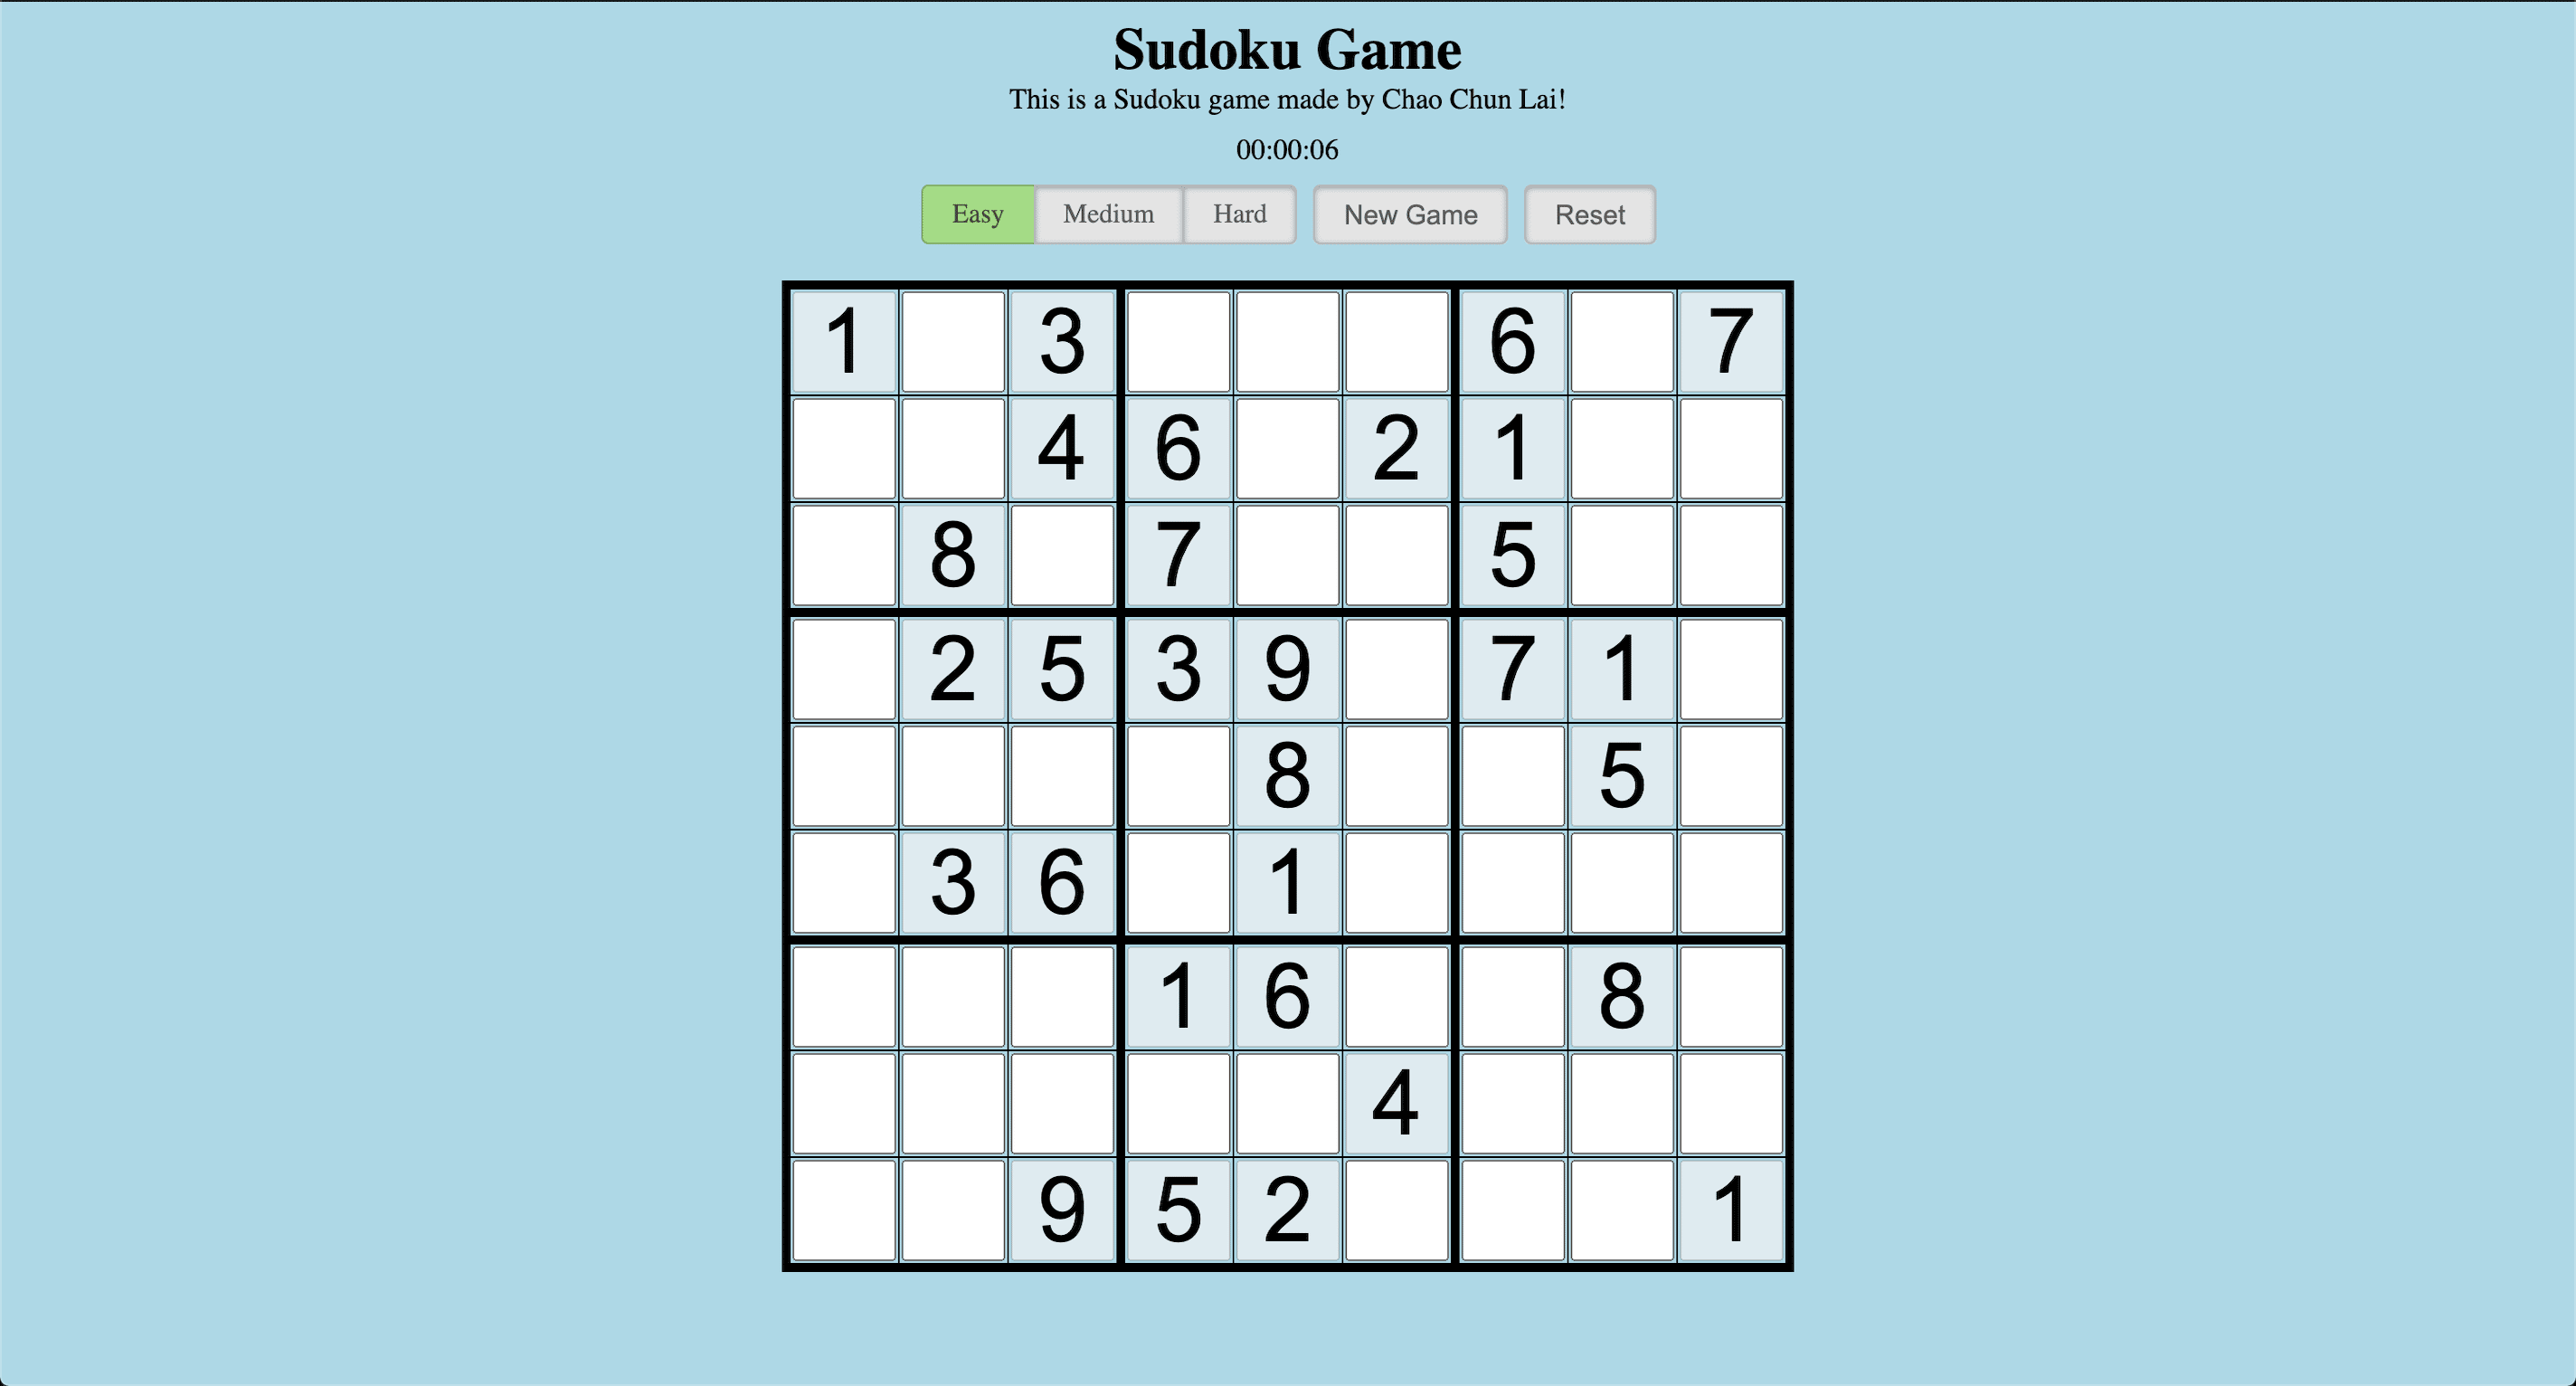 Sudoku Game
This is a Sudoku game made by Chao Chun Lai!
00:00:06
Easy Medium Hard New Game Reset
1 3 6 7
4 6 2 1
8 7 5
2 5 3 9 7 1
8 5
3 6 1
1 6 8
4
9 5 2 1